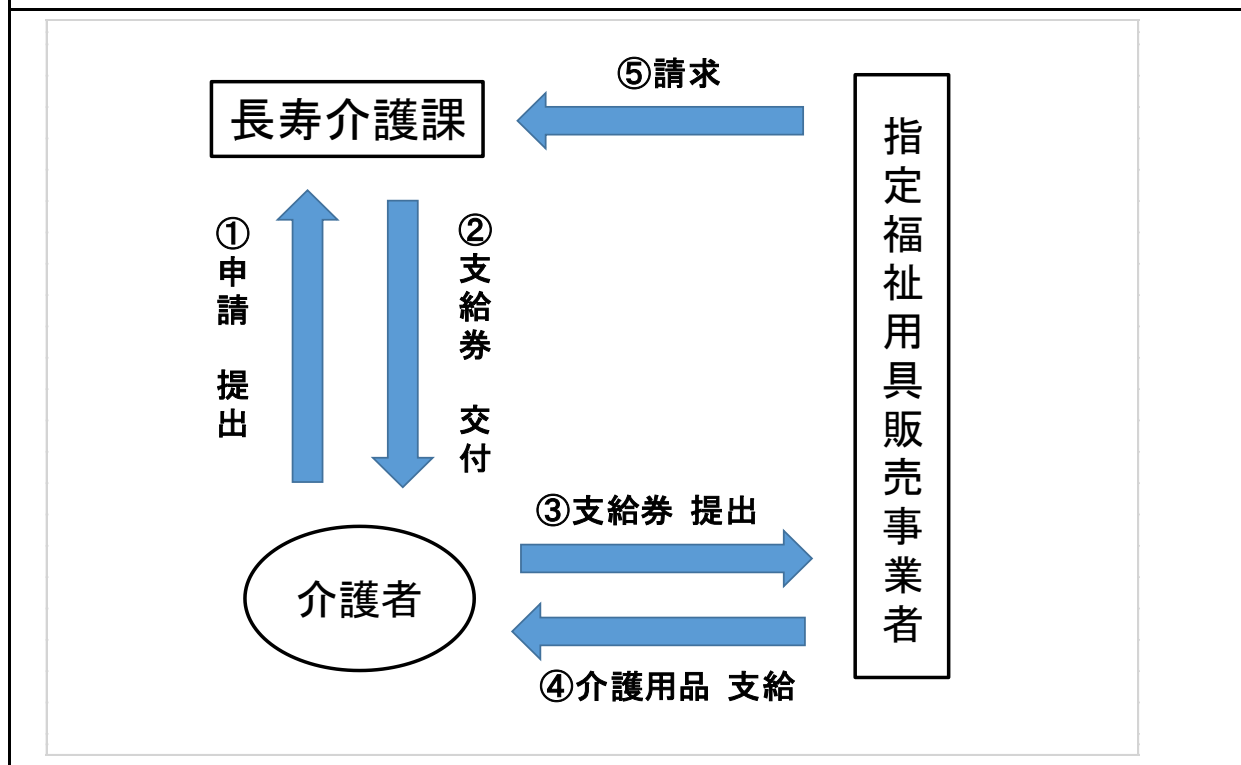 ⑤請求
長寿介護課
指定福祉用具販売事業者
①申請 提出
②支給券 交付
③支給券 提出
介護者
④介護用品 支給